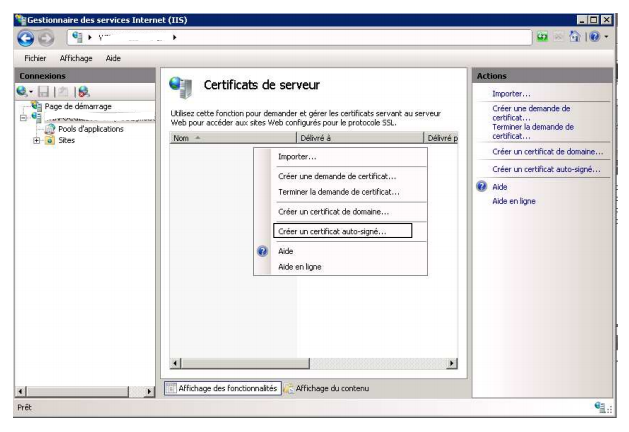 Gestionnaire des services Internet (IIS)
Fichier Affichage Aide
Connexions
Page de démarrage
Pools d'applications
Sites
Certificats de serveur
Utilisez cette fonction pour demander et gérer les certificats servant au serveur
Web pour accéder aux sites Web configurés pour le protocole SSL.
Nom Délivré à Délivré p
Importer...
Créer une demande de certificat...
Terminer la demande de certificat...
Créer un certificat de domaine...
Créer un certificat auto-signé...
Aide
Aide en ligne
Affichage des fonctionnalités Affichage du contenu
Actions
Importer...
Créer une demande de
certificat...
Terminer la demande de
certificat...
Créer un certificat de domaine...
Créer un certificat auto-signé...
Aide
Aide en ligne
Prêt